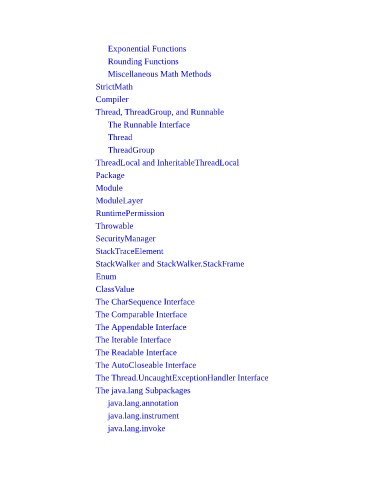 Exponential Functions
Rounding Functions
Miscellaneous Math Methods
StrictMath
Compiler
Thread, ThreadGroup, and Runnable
The Runnable Interface
Thread
ThreadGroup
ThreadLocal and InheritableThreadLocal
Package
Module
ModuleLayer
RuntimePermission
Throwable
SecurityManager
StackTraceElement
StackWalker and StackWalker.StackFrame
Enum
ClassValue
The CharSequence Interface
The Comparable Interface
The Appendable Interface
The Iterable Interface
The Readable Interface
The AutoCloseable Interface
The Thread.UncaughtExceptionHandler Interface
The java.lang Subpackages
java.lang.annotation
java.lang.instrument
java.lang.invoke